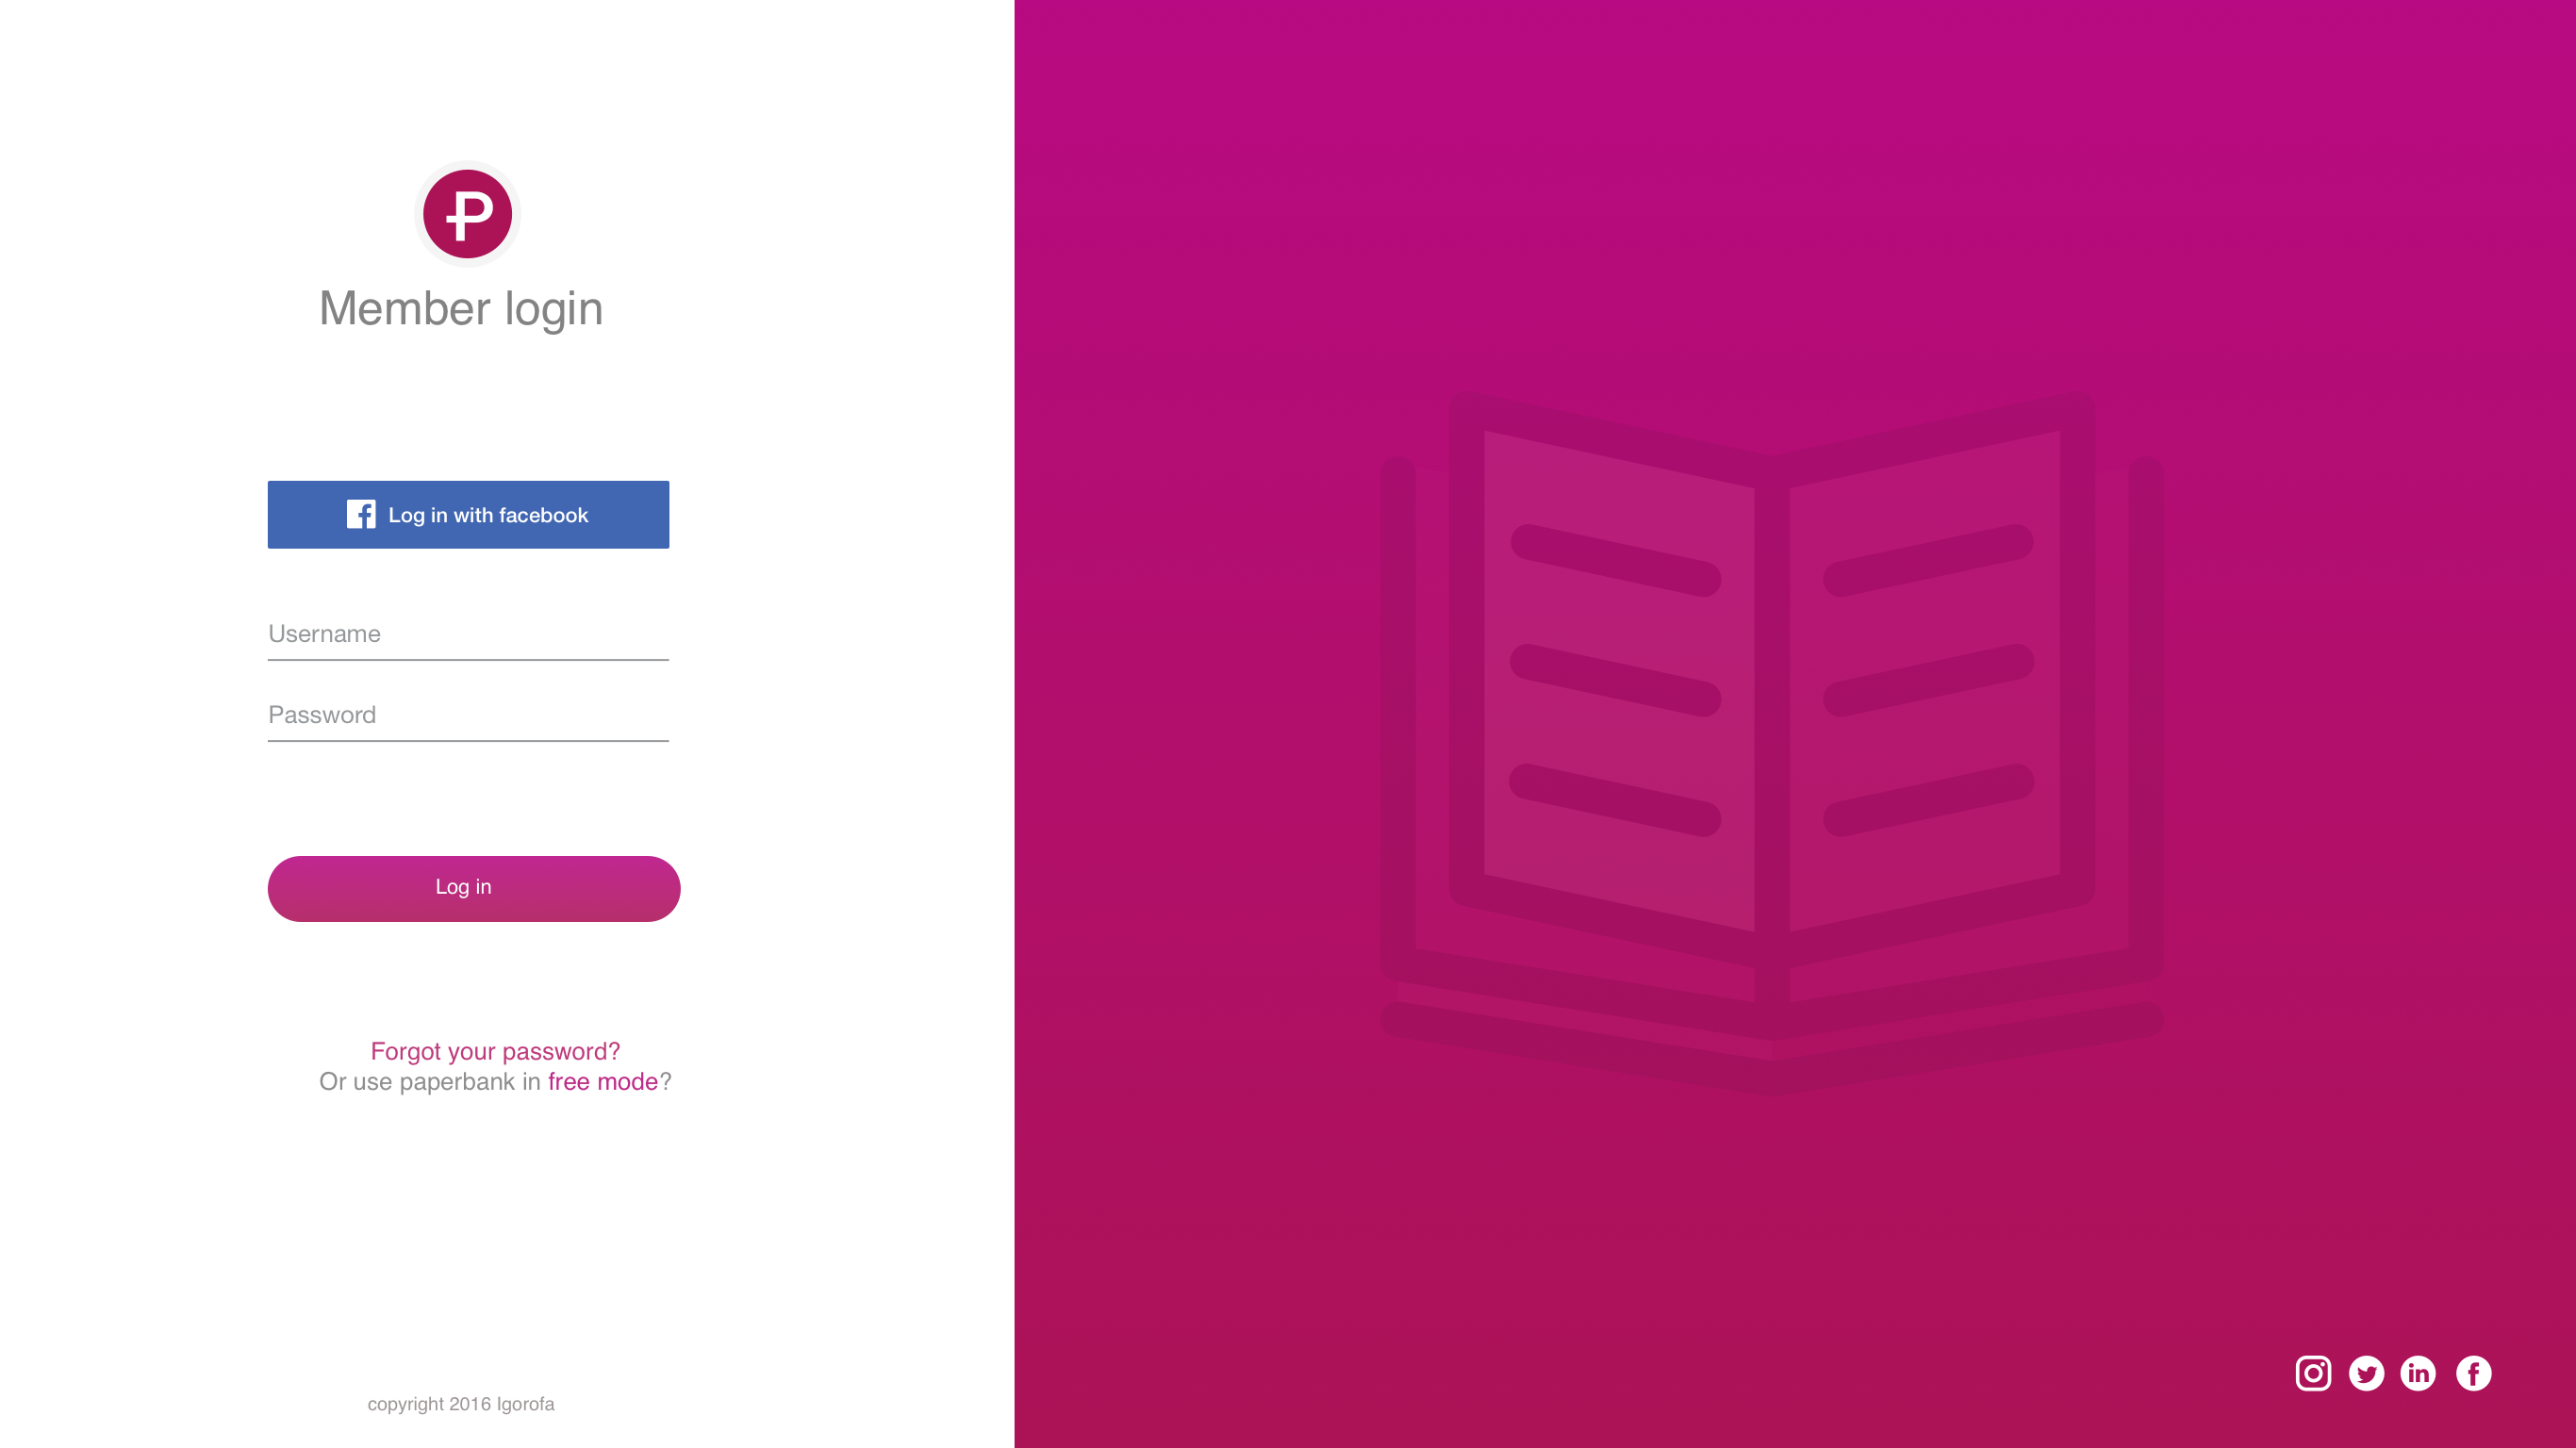 Member login
Log in with facebook
Username
Password
Log in
Forgot your password?
Or use paperbank in free mode?
copyright 2016 Igorofa